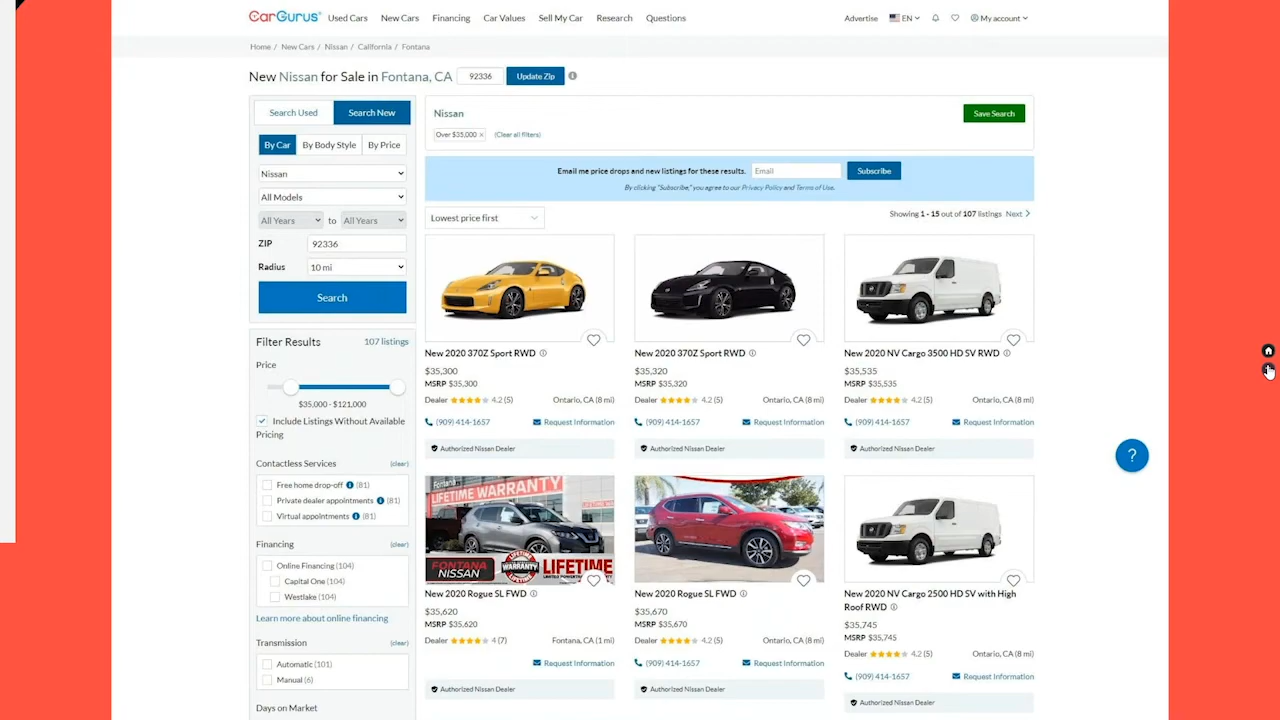 CarGurus Used Cars New Cars Financing Car Values Sell My Car Research Questions Advertise EN My account
Home / New Cars / Nissan / California / Fontana
New Nissan for Sale in Fontana, CA 92336 Update Zip
Search Used Search New
By Car By Body Style By Price
Nissan
All Models
All Years to All Years
ZIP 92336
Radius 10 mi
Search
Nissan
Save Search
Over $35,000 × (Clear all filters)
Email me price drops and new listings for these results. Email Subscribe
By clicking "Subscribe," you agree to our Privacy Policy and Terms of Use.
Lowest price first
Showing 1 - 15 out of 107 listings Next
Filter Results 107 listings
Price
$35,000 - $121,000
Include Listings Without Available
Pricing
Contactless Services (clear)
Free home drop-off (81)
Private dealer appointments (81)
Virtual appointments (81)
Financing (clear)
Online Financing (104)
Capital One (104)
Westlake (104)
Learn more about online financing
Transmission (clear)
Automatic (101)
Manual (6)
Days on Market
New 2020 370Z Sport RWD
$35,300
MSRP $35,300
Dealer 4.2 (5) Ontario, CA (8 mi)
(909) 414-1657 Request Information
Authorized Nissan Dealer
New 2020 370Z Sport RWD
$35,320
MSRP $35,320
Dealer 4.2 (5) Ontario, CA (8 mi)
(909) 414-1657 Request Information
Authorized Nissan Dealer
New 2020 NV Cargo 3500 HD SV RWD
$35,535
MSRP $35,535
Dealer 4.2 (5) Ontario, CA (8 mi)
(909) 414-1657 Request Information
Authorized Nissan Dealer
Fontana
LIFETIME WARRANTY
FONTANA
NISSAN
LIFETIME
WARRANTY
LIFETIME
New 2020 Rogue SL FWD
$35,620
MSRP $35,620
Dealer 4 (7) Fontana, CA (1 mi)
Request Information
Authorized Nissan Dealer
New 2020 Rogue SL FWD
$35,670
MSRP $35,670
Dealer 4.2 (5) Ontario, CA (8 mi)
(909) 414-1657 Request Information
Authorized Nissan Dealer
New 2020 NV Cargo 2500 HD SV with High
Roof RWD
$35,745
MSRP $35,745
Dealer 4.2 (5) Ontario, CA (8 mi)
(909) 414-1657 Request Information
Authorized Nissan Dealer
?